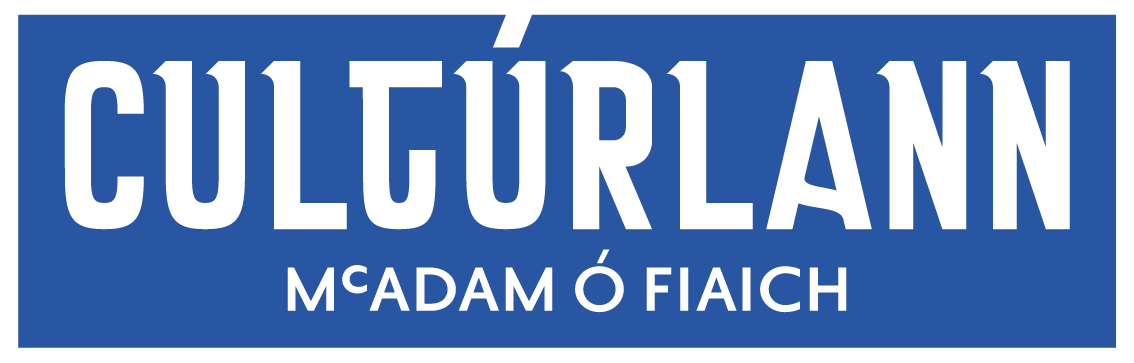 CULTÚRLANN
McADAM Ó FIAICH